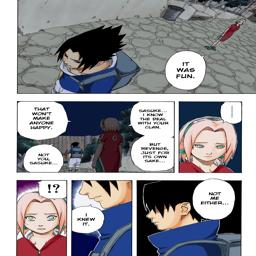 IT
WAS
FUN.
...
SASUKE...
I KNOW
THE DEAL
WITH YOUR
CLAN.
BUT
REVENGE,
JUST FOR
ITS OWN
SAKE...
THAT
WON'T
MAKE
ANYONE
HAPPY.
NOT
YOU,
SASUKE...
NOT ME
EITHER...
I
KNEW
IT.
!?